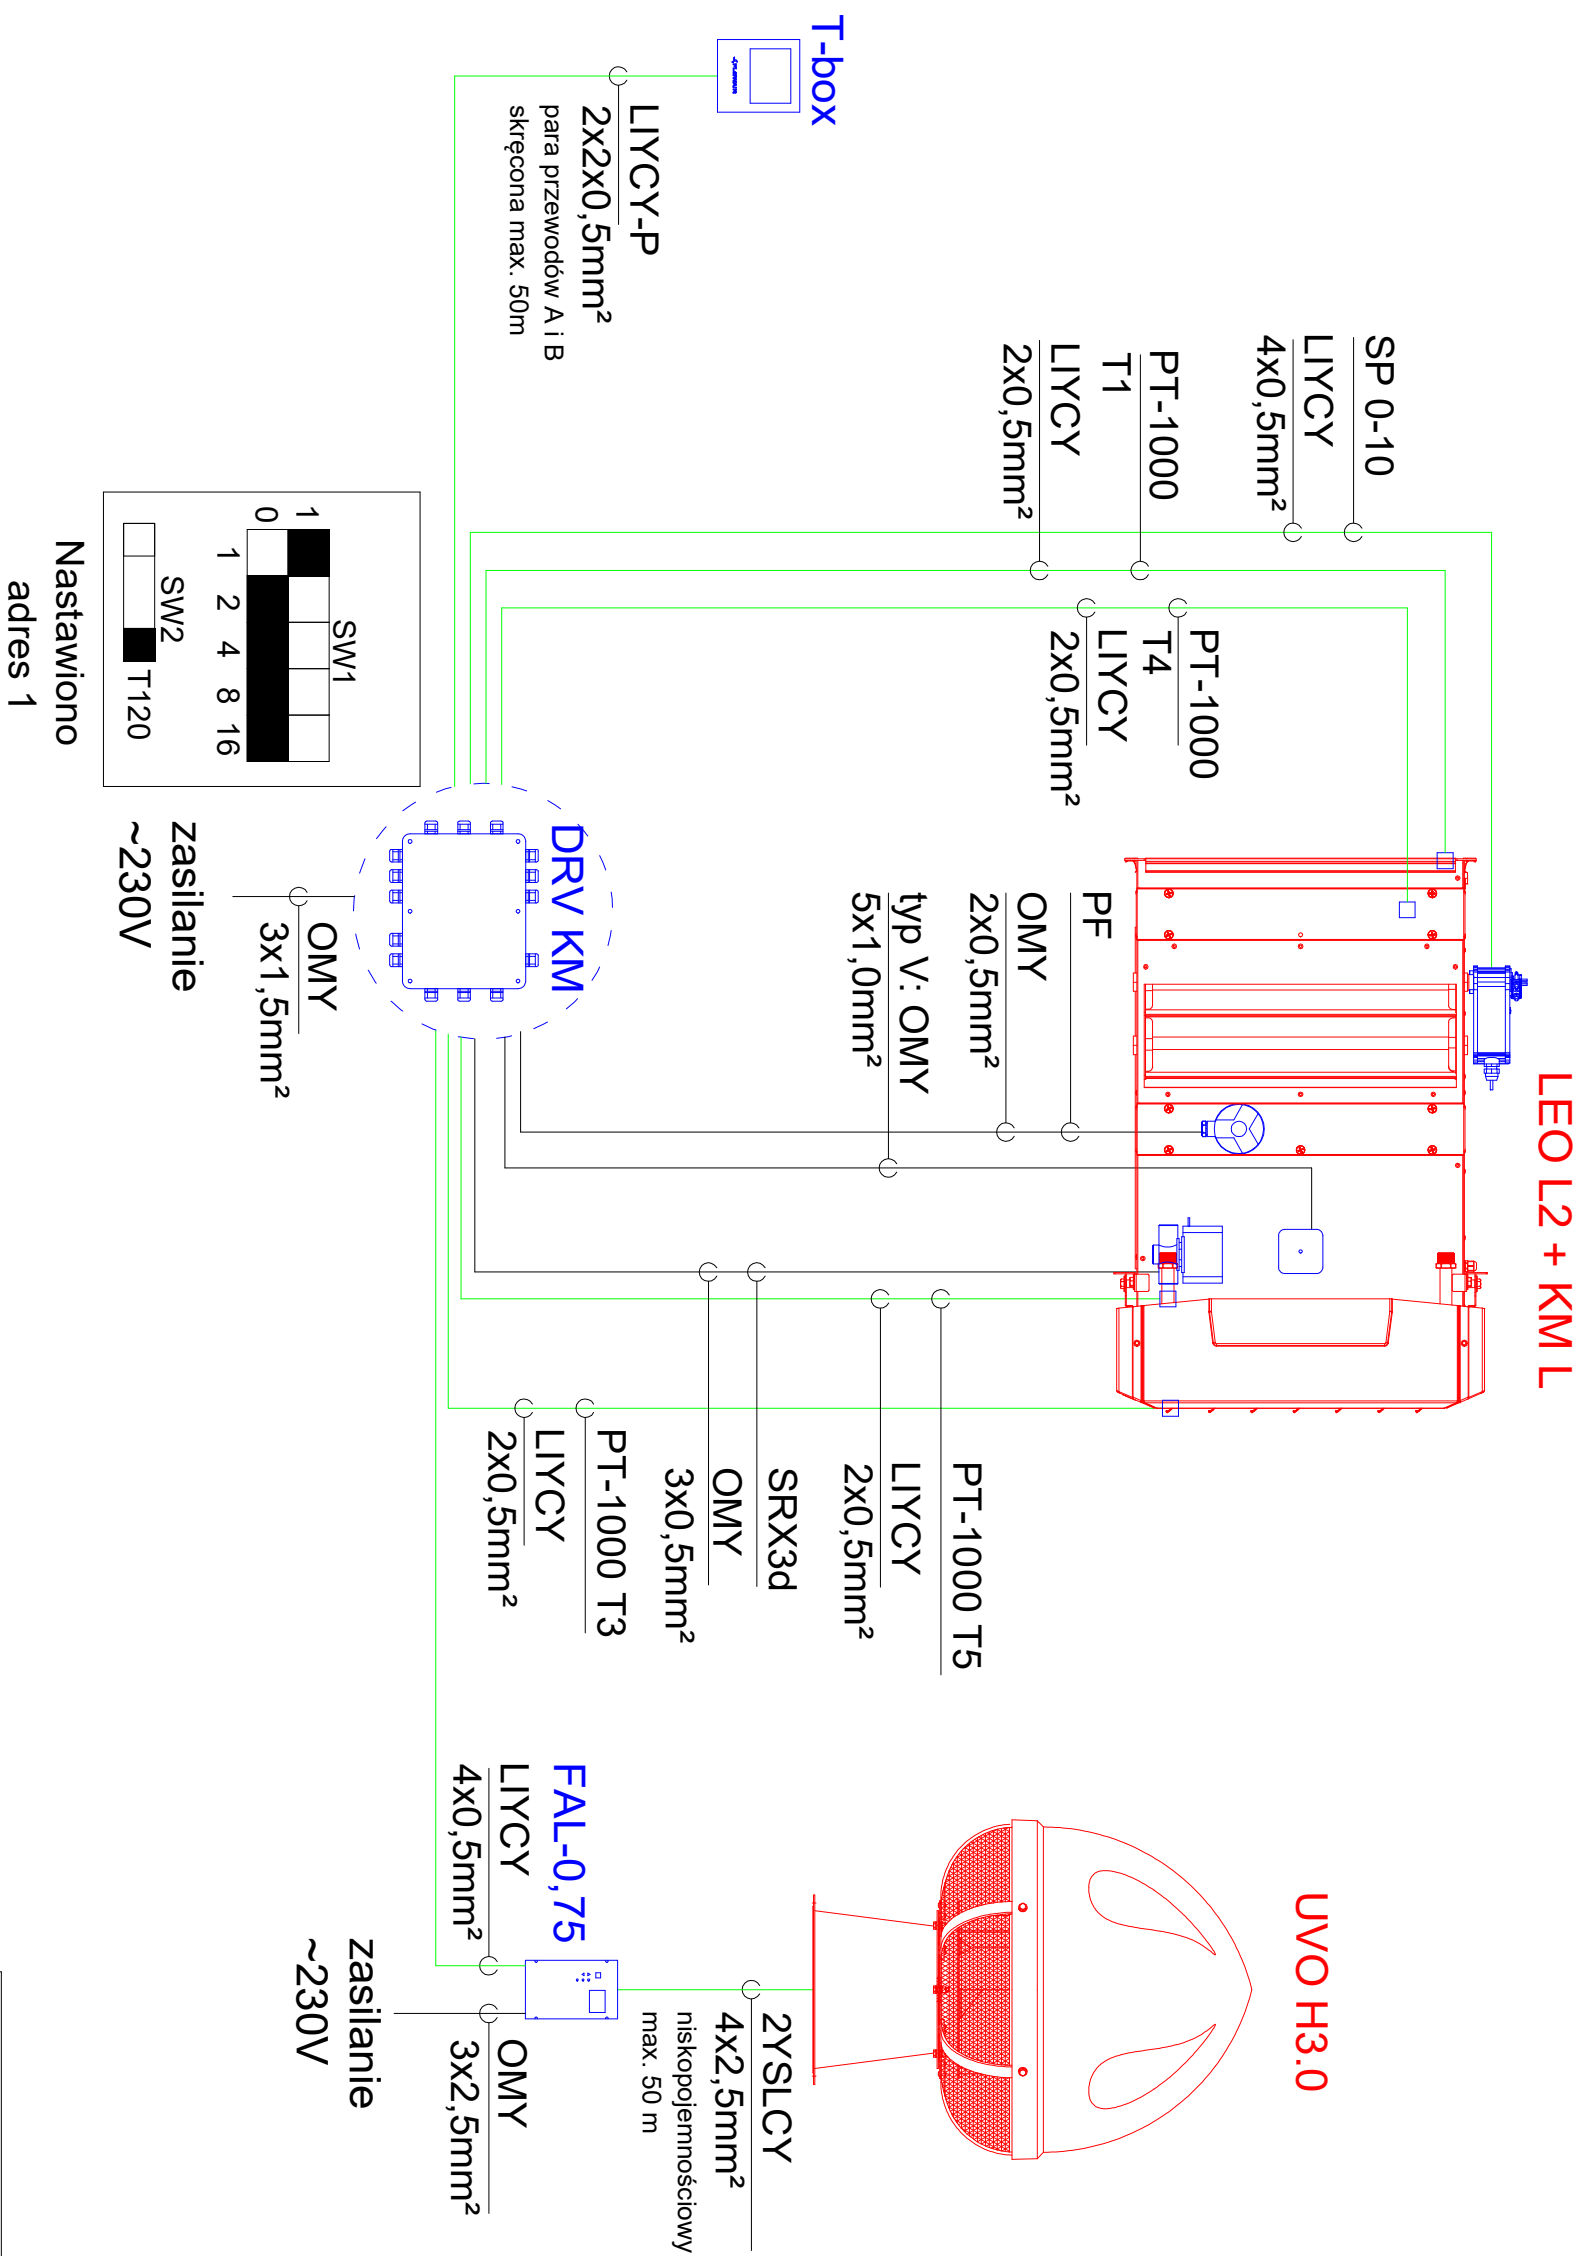 LEO L2 + KM L
UVO H3.0
T-box
FLOWAIR
LIYCY-P
2x2x0,5mm²
para przewodów A i B
skręcona max. 50m
SP 0-10
LIYCY
4x0,5mm²
PT-1000
T1
LIYCY
2x0,5mm²
PT-1000
T4
LIYCY
2x0,5mm²
PF
OMY
2x0,5mm²
typ V: OMY
5x1,0mm²
PT-1000 T5
LIYCY
2x0,5mm²
SRX3d
OMY
3x0,5mm²
PT-1000 T3
LIYCY
2x0,5mm²
DRV KM
OMY
3x1,5mm²
zasilanie
~230V
FAL-0,75
LIYCY
4x0,5mm²
2YSLCY
4x2,5mm²
niskopojemnościowy
max. 50 m
OMY
3x2,5mm²
zasilanie
~230V
SW1
1
0
1 2 4 8 16
SW2
T120
Nastawiono
adres 1